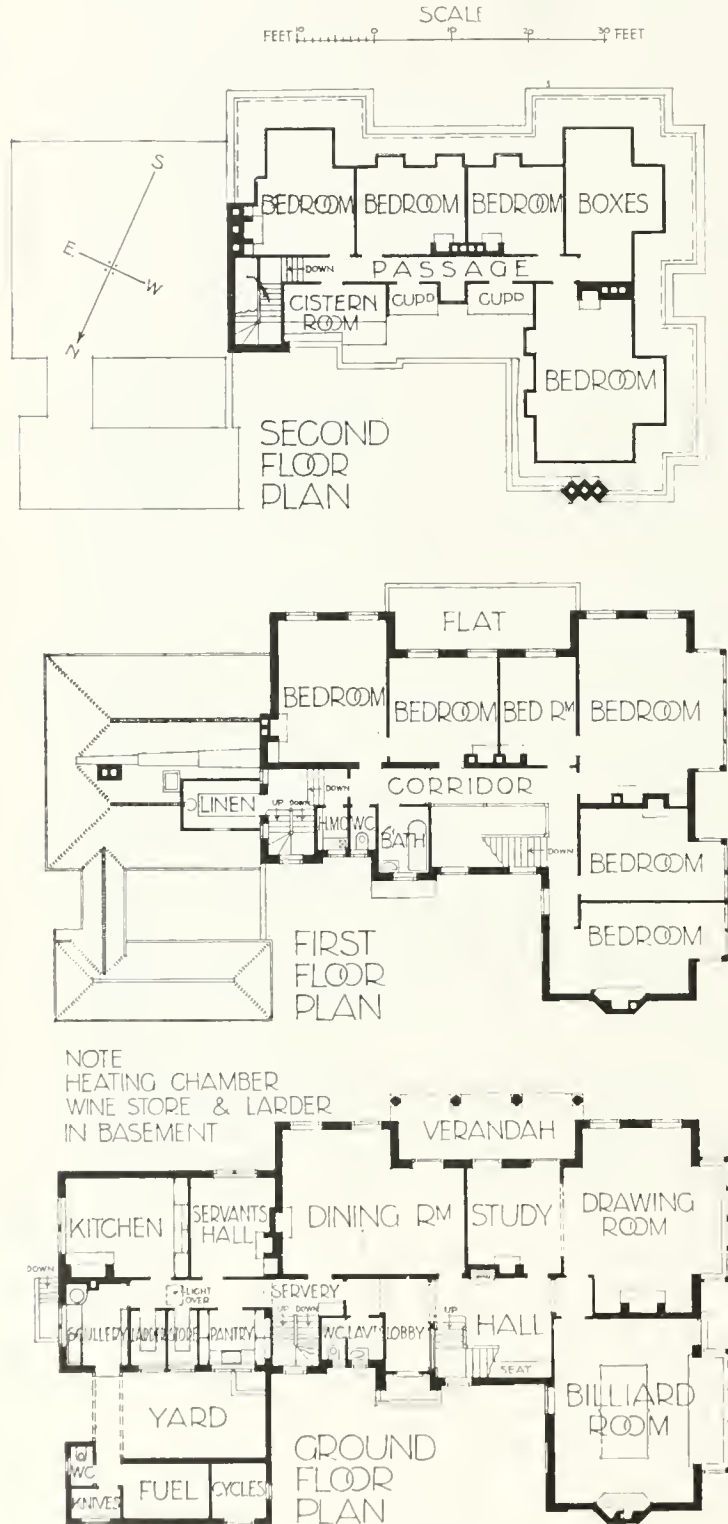 SCALE
FEET 10 0 10 20 30 FEET
S
E
W
N
BEDROOM
BEDROOM
BEDROOM
BOXES
DOWN
PASSAGE
CISTERN
ROOM
CUPD
CUPD
BEDROOM
SECOND
FLOOR
PLAN
FLAT
BEDROOM
BEDROOM
BED RM
BEDROOM
CORRIDOR
LINEN
UP
DOWN
DOWN
H.M.C
WC
BATH
DOWN
BEDROOM
BEDROOM
FIRST
FLOOR
PLAN
NOTE
HEATING CHAMBER
WINE STORE & LARDER
IN BASEMENT
VERANDAH
KITCHEN
SERVANTS
HALL
DINING RM
STUDY
DRAWING
ROOM
DOWN
LIGHT
OVER
SERVERY
UP
DOWN
UP
HALL
SCULLERY
LARDER
STORE
PANTRY
WC
LAVY
LOBBY
SEAT
BILLIARD
ROOM
YARD
WC
KNIVES
FUEL
CYCLES
GROUND
FLOOR
PLAN